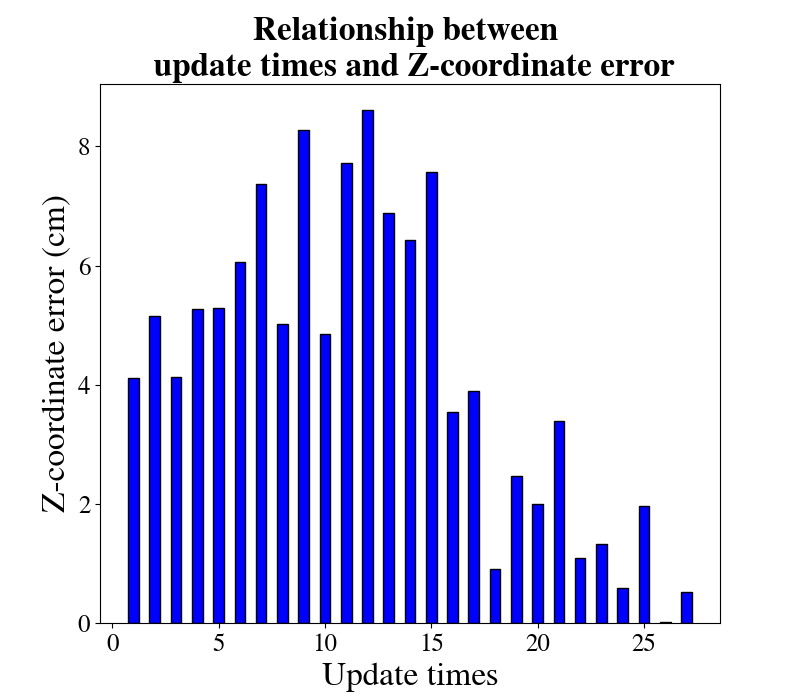 Relationship between
update times and Z-coordinate error
Z-coordinate error (cm)
8
6
4
2
0
0 5 10 15 20 25
Update times